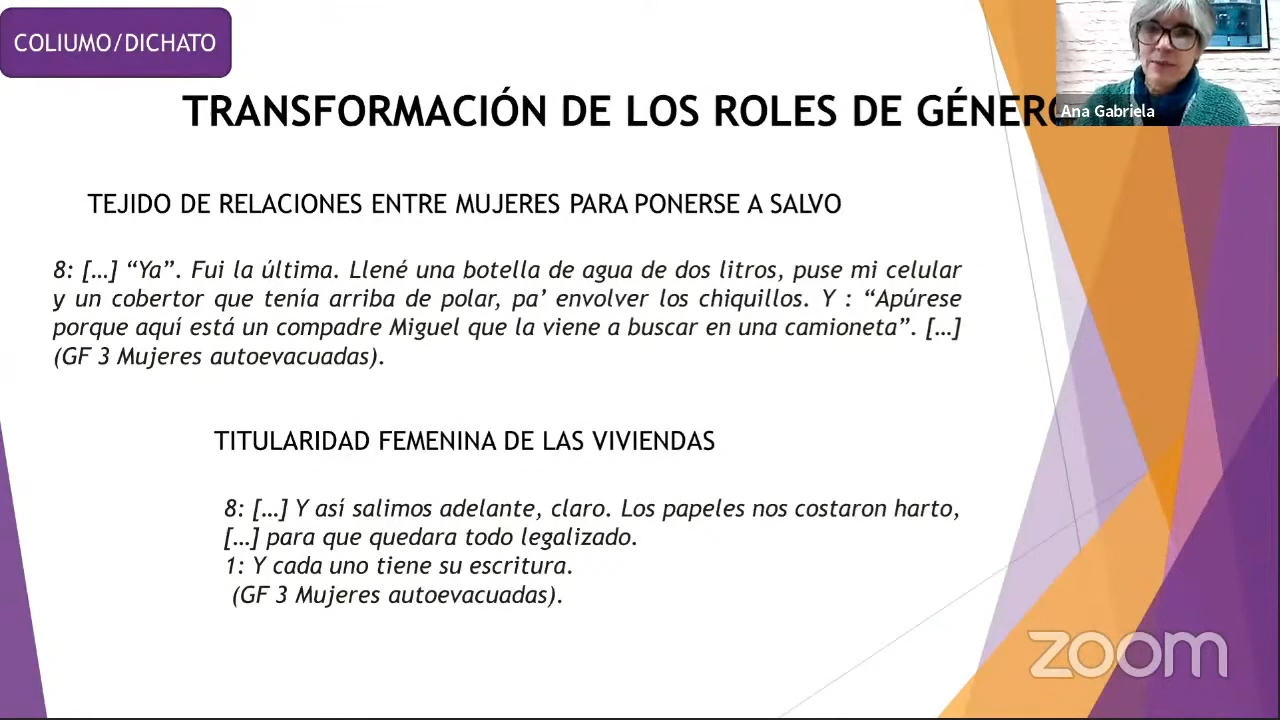 COLIUMO/DICHATO
TRANSFORMACIÓN DE LOS ROLES DE GÉNERO
Ana Gabriela
TEJIDO DE RELACIONES ENTRE MUJERES PARA PONERSE A SALVO
8: […] “Ya”. Fui la última. Llené una botella de agua de dos litros, puse mi celular
y un cobertor que tenía arriba de polar, pa’ envolver los chiquillos. Y : “Apúrese
porque aquí está un compadre Miguel que la viene a buscar en una camioneta”. […]
(GF 3 Mujeres autoevacuadas).
TITULARIDAD FEMENINA DE LAS VIVIENDAS
8: […] Y así salimos adelante, claro. Los papeles nos costaron harto,
[…] para que quedara todo legalizado.
1: Y cada uno tiene su escritura.
(GF 3 Mujeres autoevacuadas).
zoom